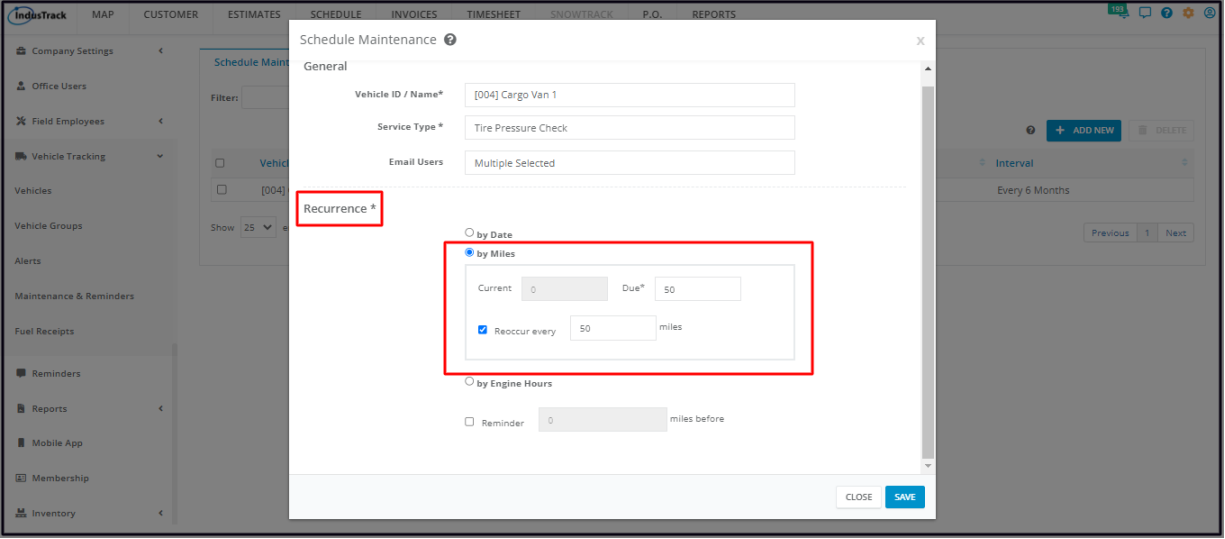 IndusTrack MAP CUSTOMER ESTIMATES SCHEDULE INVOICES TIMESHEET SNOWTRACK P.O. REPORTS 193
Company Settings
Office Users
Field Employees
Vehicle Tracking
Vehicles
Vehicle Groups
Alerts
Maintenance & Reminders
Fuel Receipts
Reminders
Reports
Mobile App
Membership
Inventory
Schedule Maint
Filter:
+ ADD NEW DELETE
Vehicl Interval
[004] Every 6 Months
Show 25 e
Previous 1 Next
Schedule Maintenance ? x
General
Vehicle ID / Name* [004] Cargo Van 1
Service Type * Tire Pressure Check
Email Users Multiple Selected
Recurrence *
by Date
by Miles
Current 0 Due* 50
Reoccur every 50 miles
by Engine Hours
Reminder 0 miles before
CLOSE SAVE